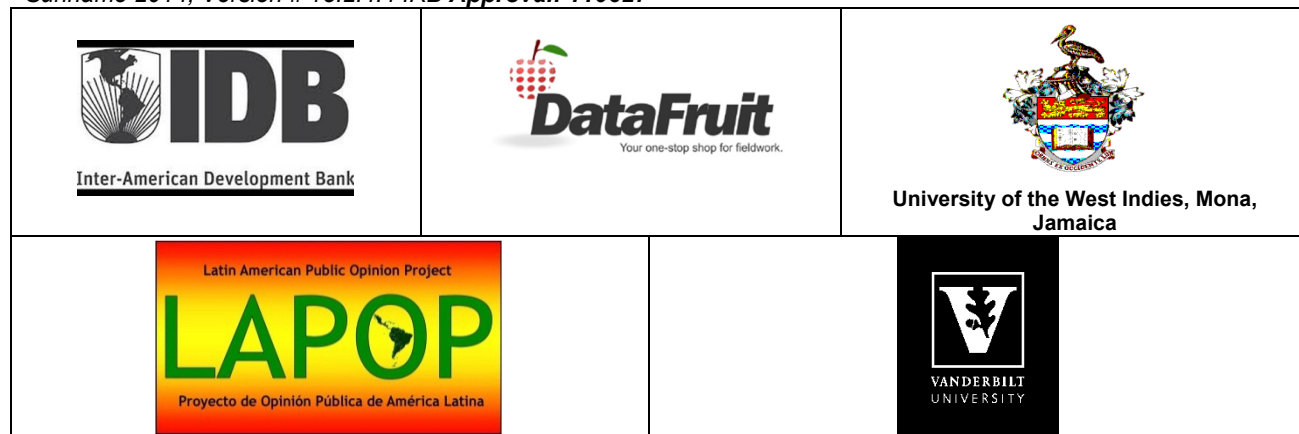 IDB
Inter-American Development Bank
DataFruit
Your one-stop shop for fieldwork.
University of the West Indies, Mona,
Jamaica
Latin American Public Opinion Project
LAPOP
Proyecto de Opinión Pública de América Latina
V
VANDERBILT
UNIVERSITY